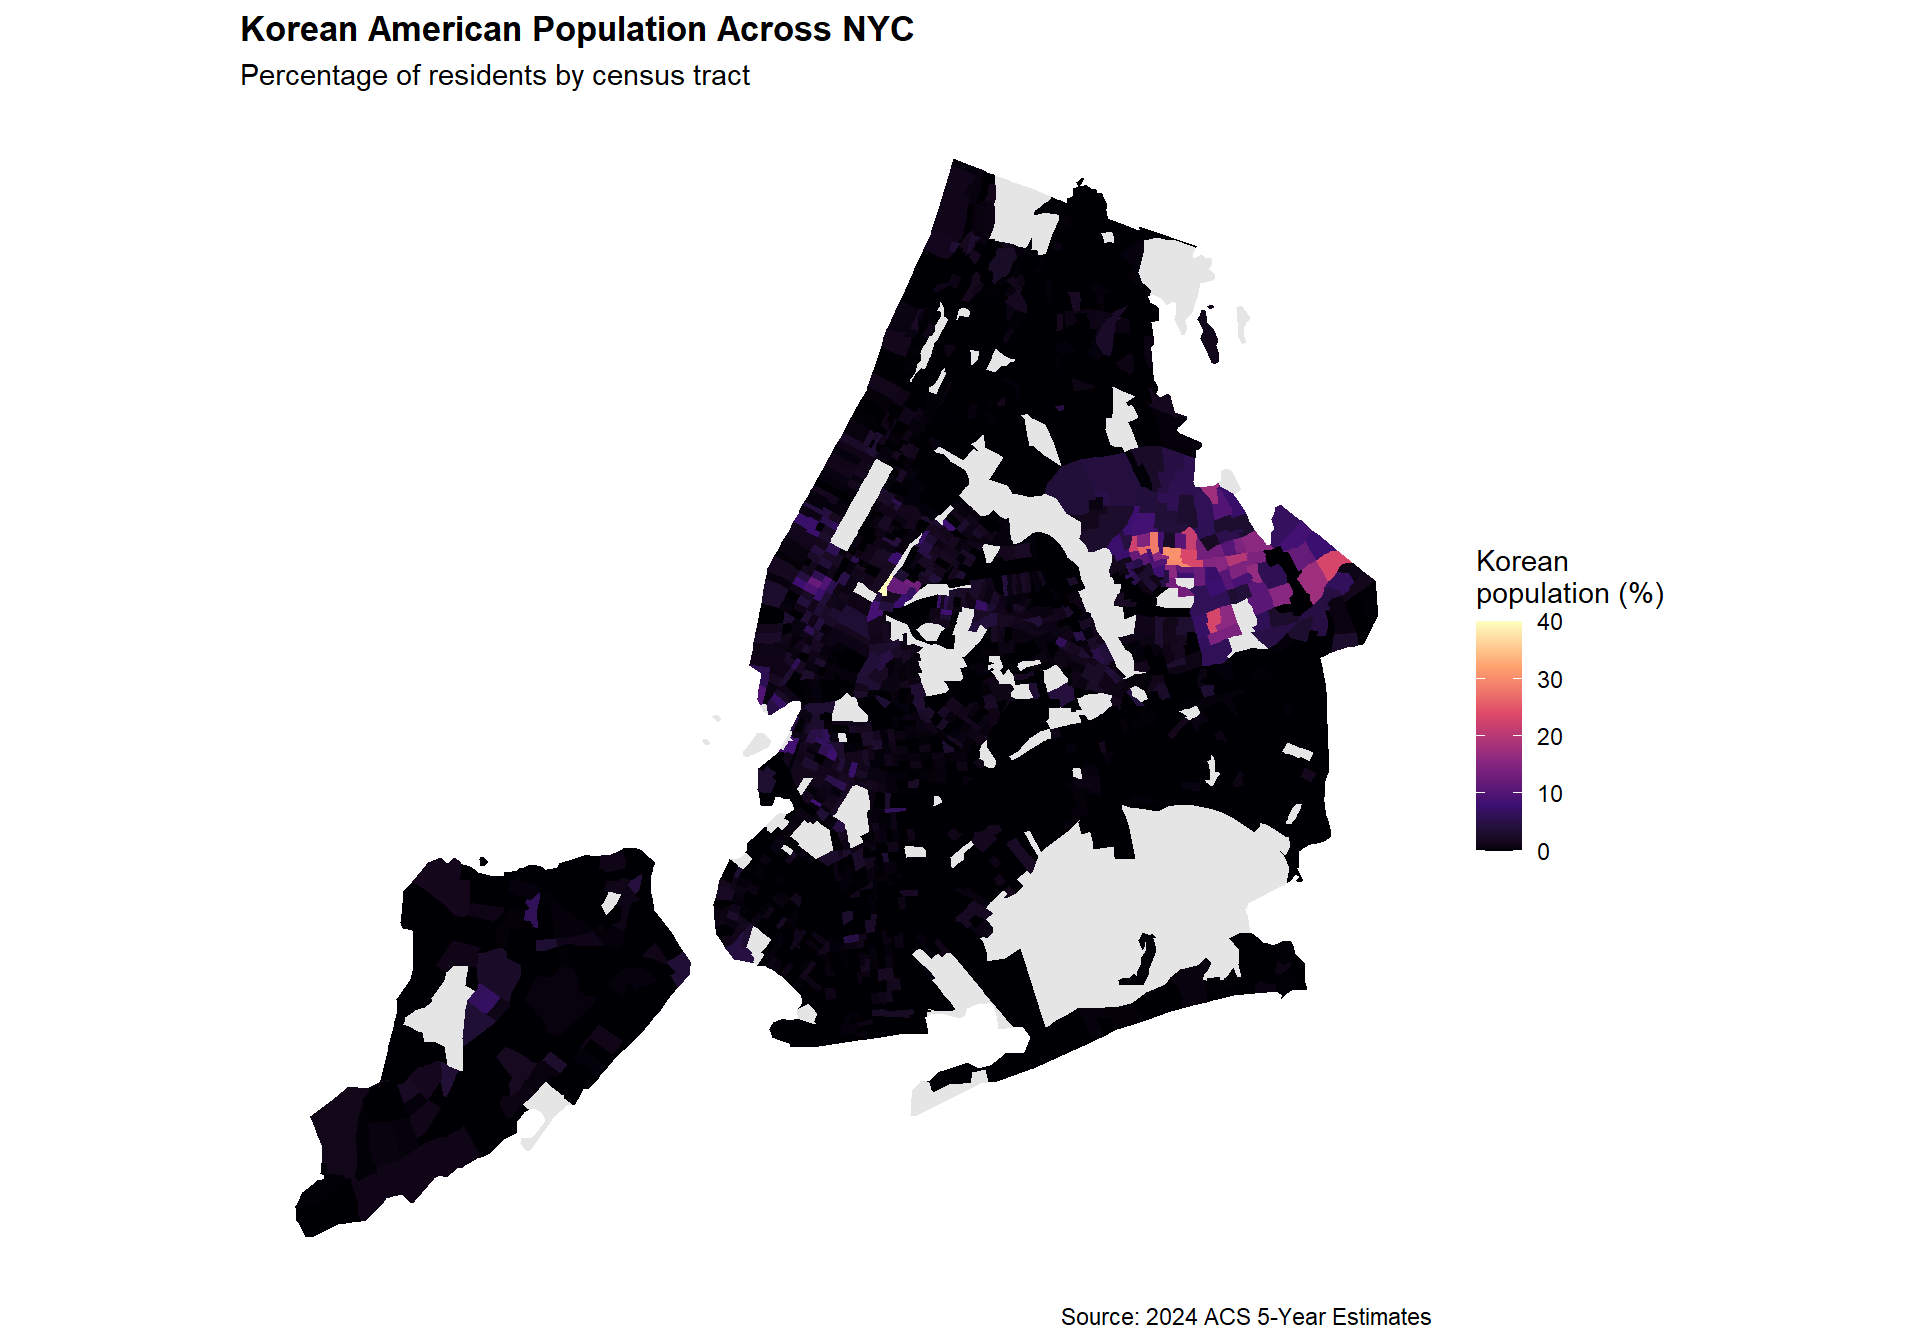 Korean American Population Across NYC
Percentage of residents by census tract
Korean
population (%)
40
30
20
10
0
Source: 2024 ACS 5-Year Estimates